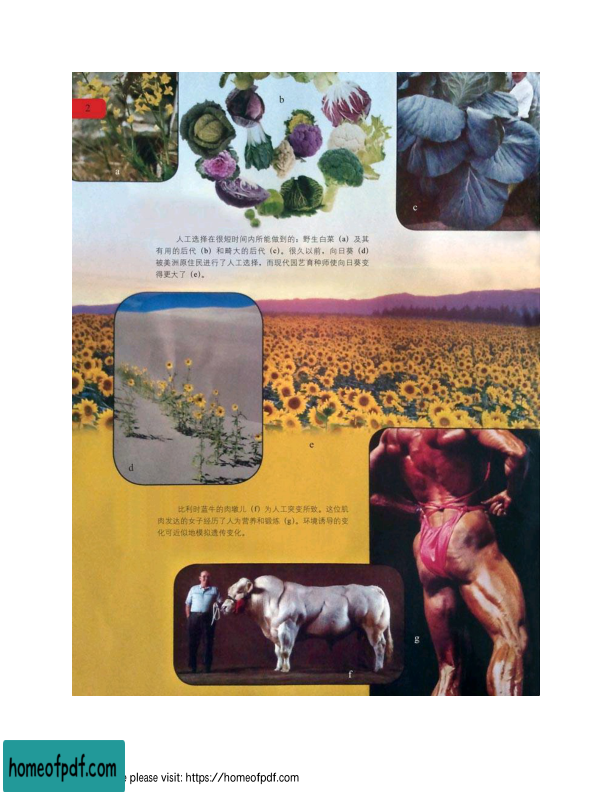 2
a
b
c
人工选择在很短时间内所能做到的：野生白菜（a）及其
有用的后代（b）和畸大的后代（c）。很久以前，向日葵（d）
被美洲原住民进行了人工选择，而现代园艺育种师使向日葵变
得更大了（e）。
d
e
比利时蓝牛的肉墩儿（f）为人工突变所致。这位肌
肉发达的女子经历了人为营养和锻炼（g）。环境诱导的变
化可近似地模拟遗传变化。
g
f
homeofpdf.com
please visit: https://homeofpdf.com